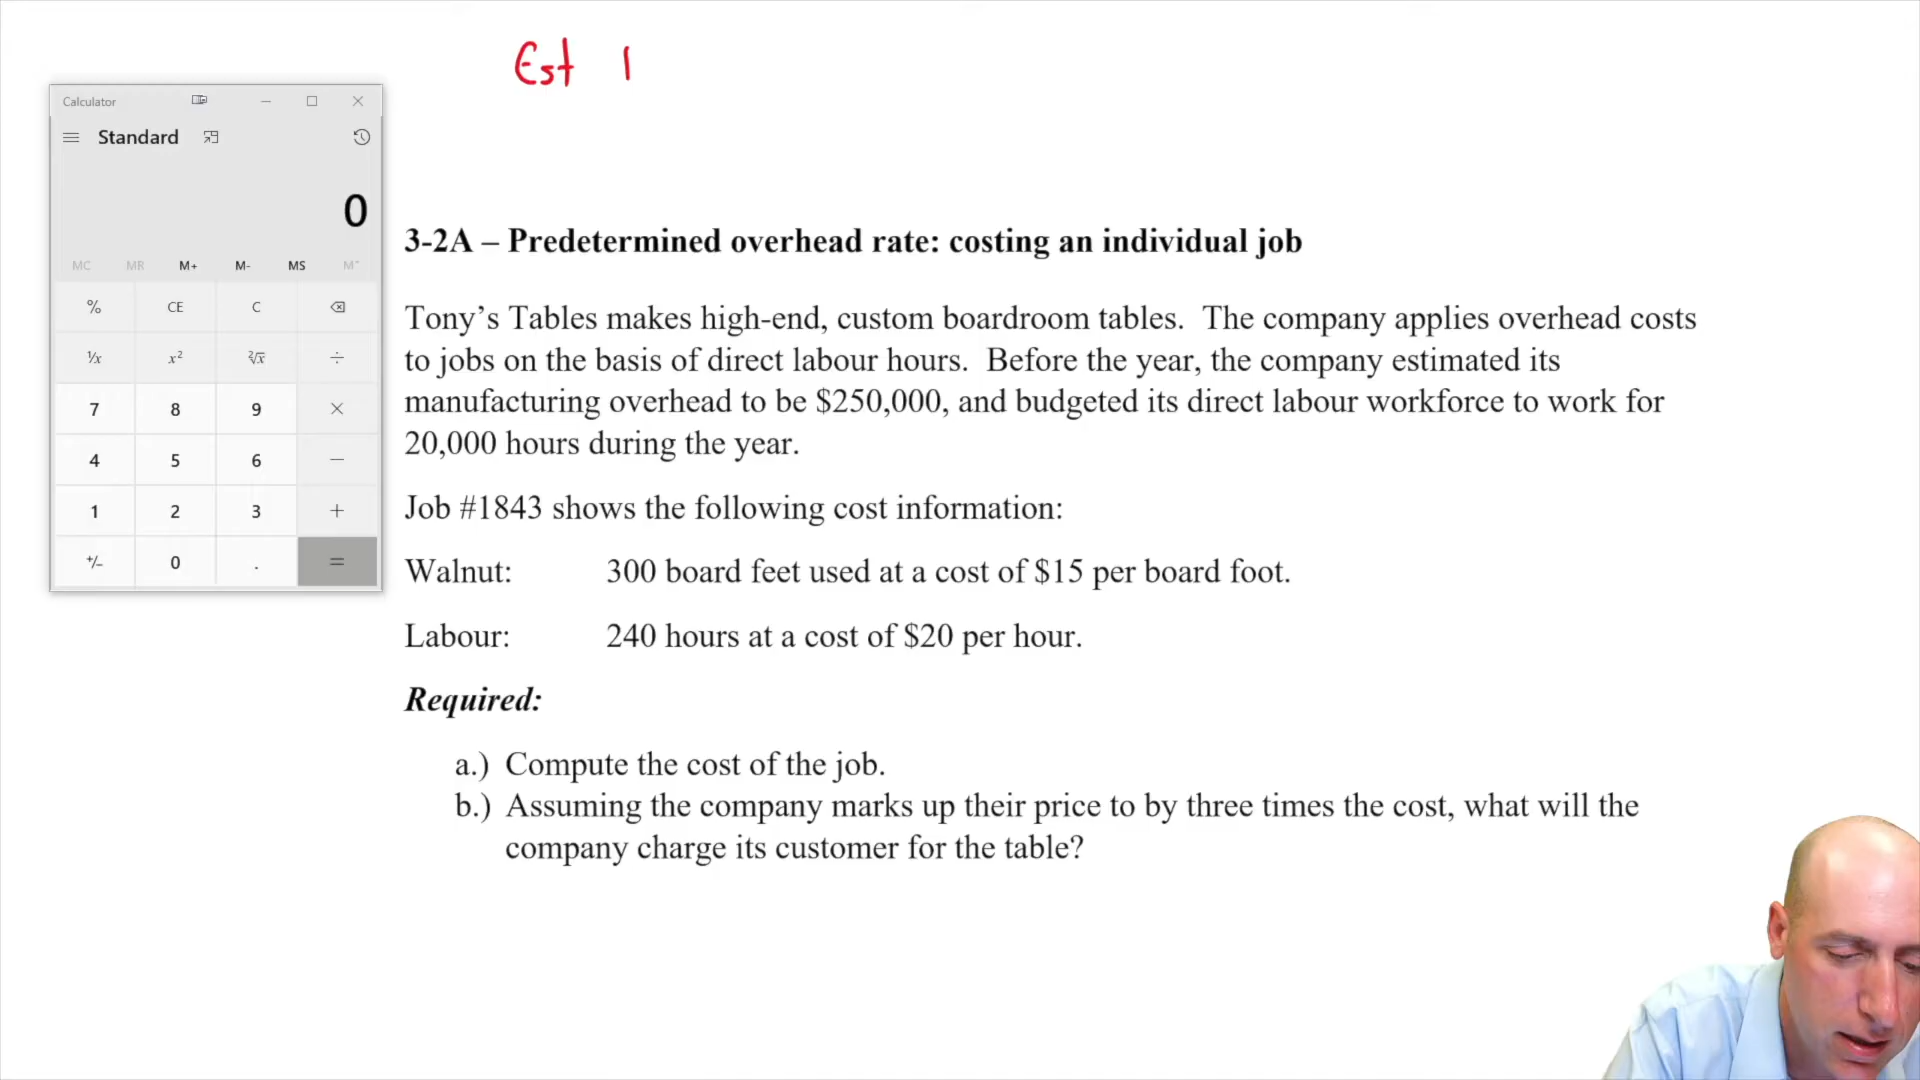 Est
Calculator
Standard
0
MC MR M+ M- MS M˅
% CE C
¹/x x² ²√x ÷
7 8 9 ×
4 5 6 −
1 2 3 +
+/− 0 . =
3-2A – Predetermined overhead rate: costing an individual job
Tony’s Tables makes high-end, custom boardroom tables. The company applies overhead costs
to jobs on the basis of direct labour hours. Before the year, the company estimated its
manufacturing overhead to be $250,000, and budgeted its direct labour workforce to work for
20,000 hours during the year.
Job #1843 shows the following cost information:
Walnut: 300 board feet used at a cost of $15 per board foot.
Labour: 240 hours at a cost of $20 per hour.
Required:
a.) Compute the cost of the job.
b.) Assuming the company marks up their price to by three times the cost, what will the
company charge its customer for the table?